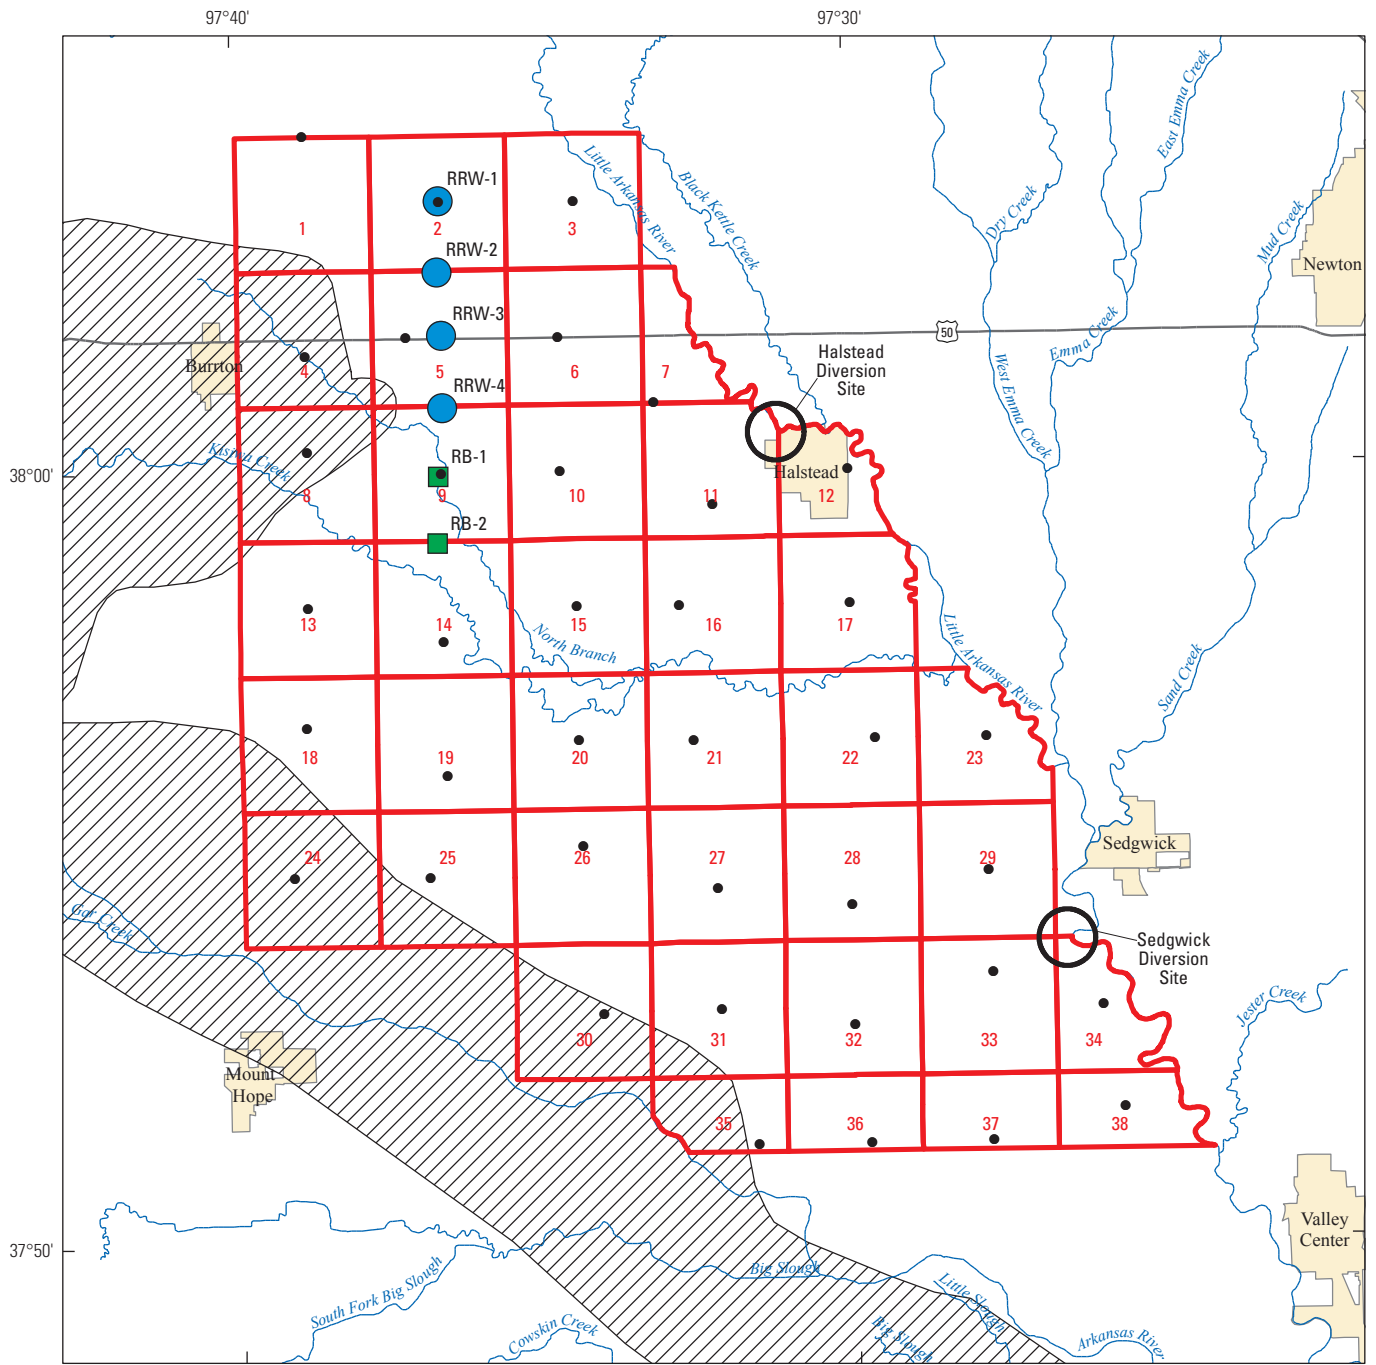 97°40'
97°30'
East Emma Creek
Little Arkansas River
Black Kettle Creek
RRW-1
Dry Creek
Mud Creek
1
2
3
RRW-2
Newton
RRW-3
50
Emma Creek
Halstead
Diversion
Site
West Emma Creek
Burrton
4
5
6
7
RRW-4
38°00'
Kisiwa Creek
RB-1
Halstead
8
9
10
11
12
RB-2
13
14
15
16
17
North Branch
Little Arkansas River
Sand Creek
18
19
20
21
22
23
Sedgwick
24
25
26
27
28
29
Gar Creek
Sedgwick
Diversion
Site
Jester Creek
30
31
32
33
34
Mount
Hope
35
36
37
38
Valley
Center
37°50'
Big Slough
South Fork Big Slough
Little Slough
Cowskin Creek
Big Slough
Arkansas River